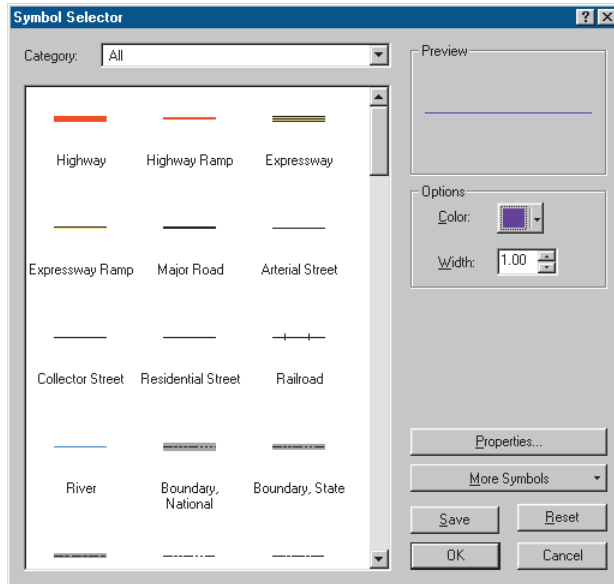 Symbol Selector
Category: All
Highway
Highway Ramp
Expressway
Expressway Ramp
Major Road
Arterial Street
Collector Street
Residential Street
Railroad
River
Boundary,
National
Boundary, State
Preview
Options
Color:
Width: 1.00
Properties...
More Symbols
Save
Reset
OK
Cancel